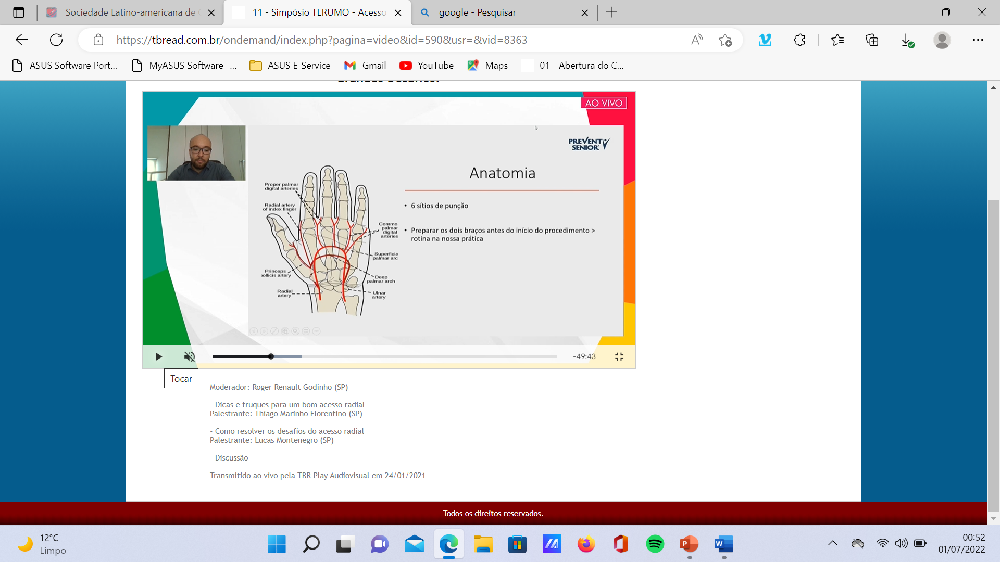 Sociedade Latino-americana de
11 - Simpósio TERUMO - Acesso
google - Pesquisar
https://tbread.com.br/ondemand/index.php?pagina=video&id=590&usr=&vid=8363
ASUS Software Port...
MyASUS Software -...
ASUS E-Service
Gmail
YouTube
Maps
01 - Abertura do C...
Grandes Desafios!
AO VIVO
PREVENT
SENIOR
Anatomia
• 6 sítios de punção
• Preparar os dois braços antes do início do procedimento >
rotina na nossa prática
Proper palmar
digital arteries
Radial artery
of index finger
Commo
palmar
digital
arteries
Superficia
palmar arc
Princeps
ollicis artery
Deep
palmar arch
Radial
artery
Ulnar
artery
-49:43
Tocar
Moderador: Roger Renault Godinho (SP)
- Dicas e truques para um bom acesso radial
Palestrante: Thiago Marinho Florentino (SP)
- Como resolver os desafios do acesso radial
Palestrante: Lucas Montenegro (SP)
- Discussão
Transmitido ao vivo pela TBR Play Audiovisual em 24/01/2021
Todos os direitos reservados.
12°C
Limpo
00:52
01/07/2022